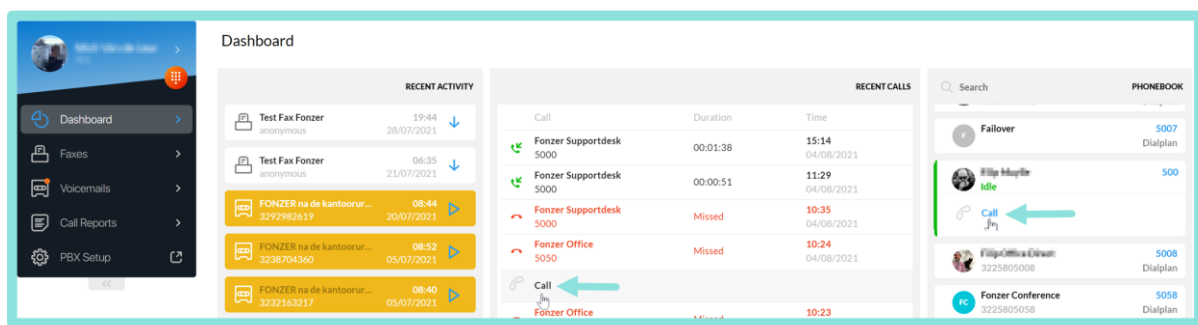 Dashboard
RECENT ACTIVITY
RECENT CALLS
Search
PHONEBOOK
Dashboard
Faxes
Voicemails
Call Reports
PBX Setup
<<
Test Fax Fonzer 19:44
anonymous 28/07/2021
Test Fax Fonzer 06:35
anonymous 21/07/2021
FONZER na de kantoorur... 08:44
3292982619 20/07/2021
FONZER na de kantoorur... 08:52
3238704360 05/07/2021
FONZER na de kantoorur... 08:40
3232163217 05/07/2021
Call Duration Time
Fonzer Supportdesk 00:01:38 15:14
5000 04/08/2021
Fonzer Supportdesk 00:00:51 11:29
5000 04/08/2021
Fonzer Supportdesk Missed 10:35
5000 04/08/2021
Fonzer Office Missed 10:24
5050 04/08/2021
Call
Fonzer Office Missed 10:23
F
Failover 5007
Dialplan
500
Idle
Call
5008
3225805008 Dialplan
FC
Fonzer Conference 5058
3225805058 Dialplan